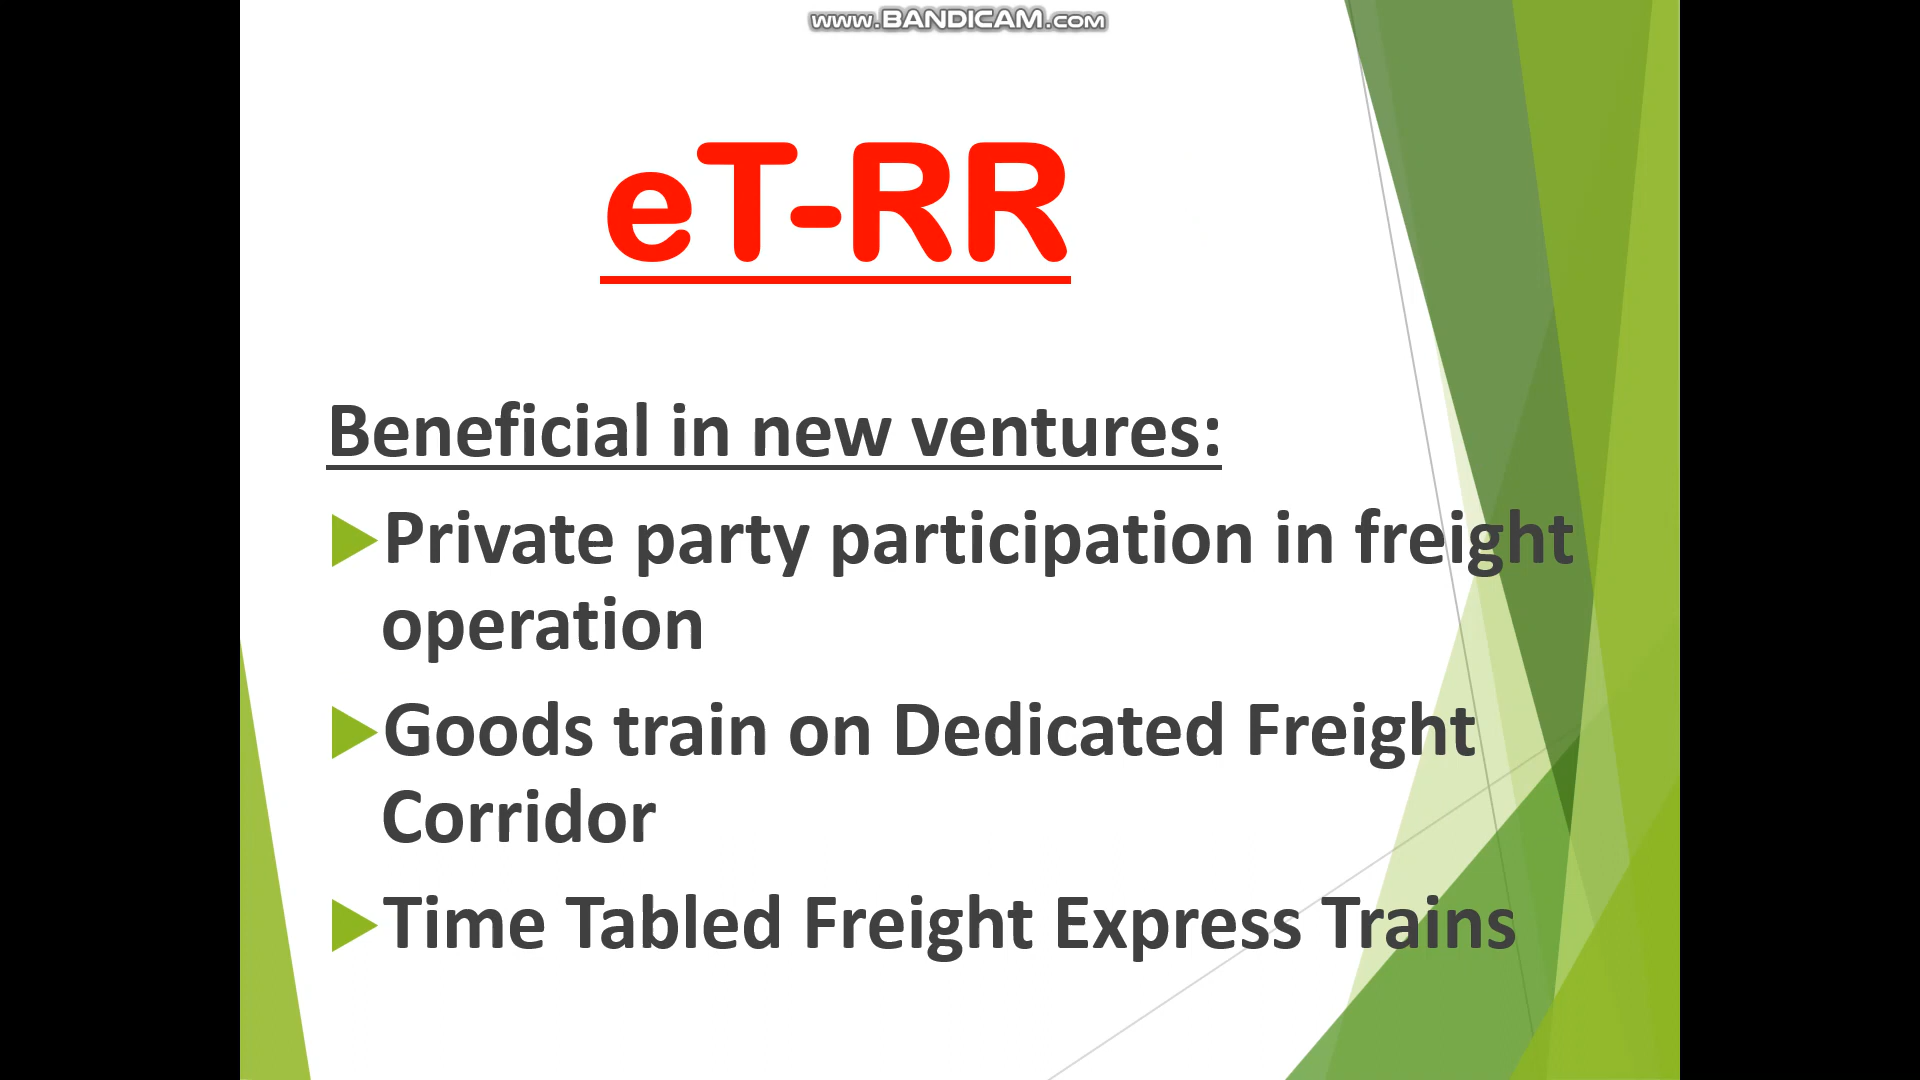 www.BANDICAM.com
eT-RR
Beneficial in new ventures:
Private party participation in freight
operation
Goods train on Dedicated Freight
Corridor
Time Tabled Freight Express Trains